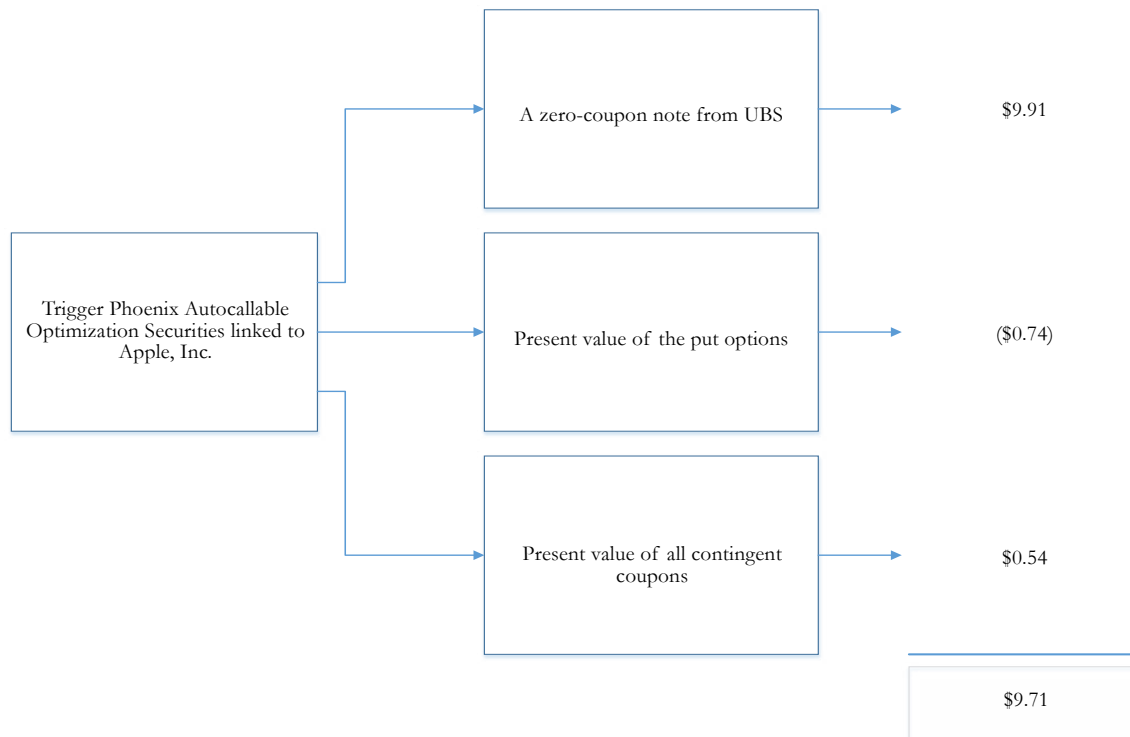 A zero-coupon note from UBS
$9.91
Trigger Phoenix Autocallable
Optimization Securities linked to
Apple, Inc.
Present value of the put options
($0.74)
Present value of all contingent
coupons
$0.54
$9.71